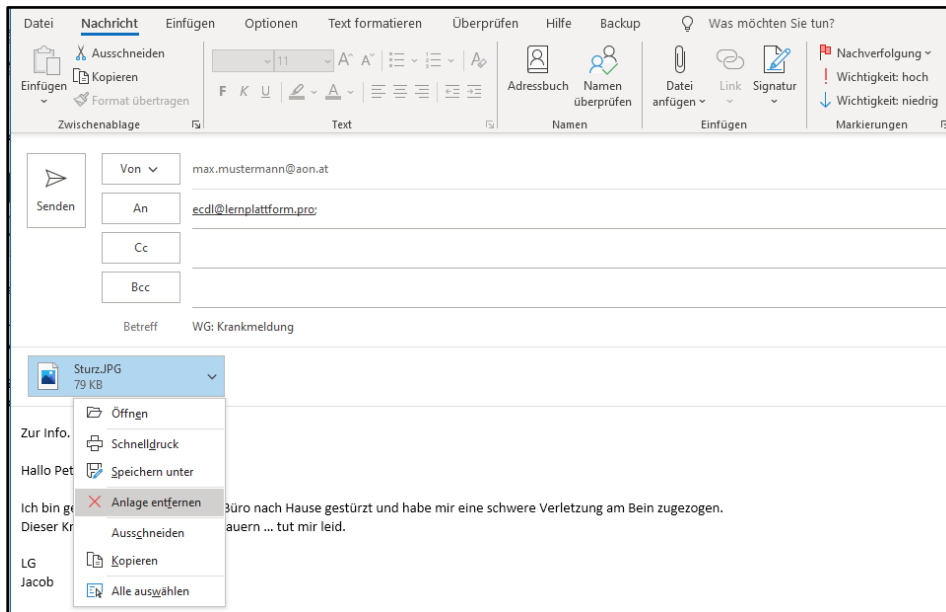 Datei Nachricht Einfügen Optionen Text formatieren Überprüfen Hilfe Backup Was möchten Sie tun?
Einfügen
Ausschneiden
Kopieren
Format übertragen
Zwischenablage
11
F K U
Text
Adressbuch
Namen überprüfen
Namen
Datei anfügen
Link
Signatur
Einfügen
Nachverfolgung
Wichtigkeit: hoch
Wichtigkeit: niedrig
Markierungen
Senden
Von max.mustermann@aon.at
An ecdl@lernplattform.pro;
Cc
Bcc
Betreff WG: Krankmeldung
Sturz.JPG
79 KB
Öffnen
Schnelldruck
Speichern unter
Anlage entfernen
Ausschneiden
Kopieren
Alle auswählen
Zur Info.
Hallo Pet
Ich bin Büro nach Hause gestürzt und habe mir eine schwere Verletzung am Bein zugezogen.
Dieser Kr auern ... tut mir leid.
LG
Jacob